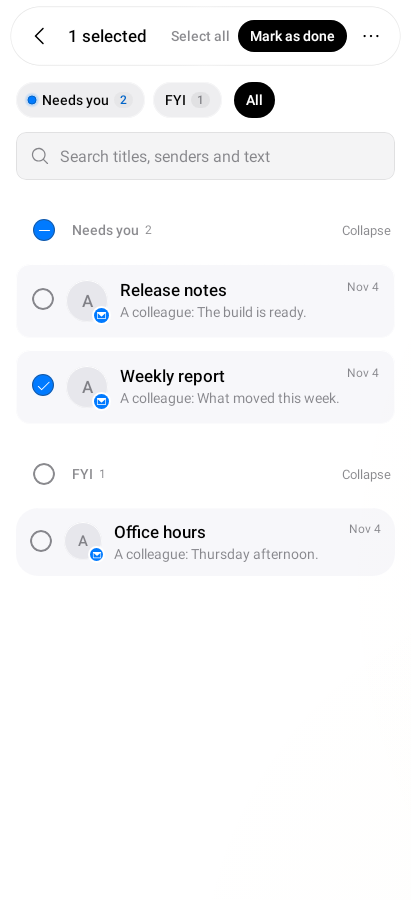 1 selected Select all Mark as done
Needs you 2 FYI 1 All
Search titles, senders and text
Needs you 2 Collapse
A Release notes Nov 4
A colleague: The build is ready.
A Weekly report Nov 4
A colleague: What moved this week.
FYI 1 Collapse
A Office hours Nov 4
A colleague: Thursday afternoon.